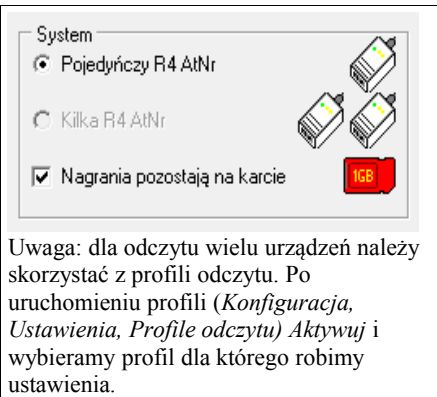 System
Pojedyńczy R4 AtNr
Kilka R4 AtNr
Nagrania pozostają na karcie
1GB
Uwaga: dla odczytu wielu urządzeń należy
skorzystać z profili odczytu. Po
uruchomieniu profili (Konfiguracja,
Ustawienia, Profile odczytu) Aktywuj i
wybieramy profil dla którego robimy
ustawienia.